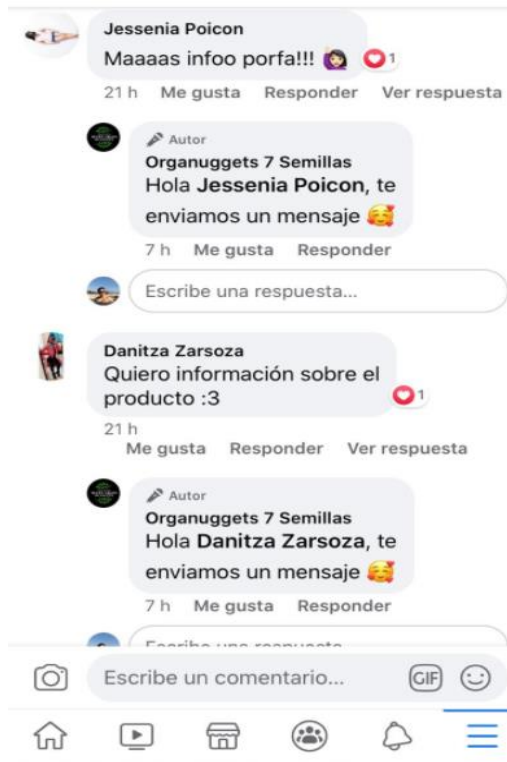 Jessenia Poicon
Maaaas infoo porfa!!! 🙋🏻‍♀️ ❤️ 1
21 h Me gusta Responder Ver respuesta
Autor
Organuggets 7 Semillas
Hola Jessenia Poicon, te
enviamos un mensaje 🥰
7 h Me gusta Responder
Escribe una respuesta...
Danitza Zarsoza
Quiero información sobre el
producto :3 ❤️ 1
21 h
Me gusta Responder Ver respuesta
Autor
Organuggets 7 Semillas
Hola Danitza Zarsoza, te
enviamos un mensaje 🥰
7 h Me gusta Responder
Escribe una respuesta...
Escribe un comentario... GIF